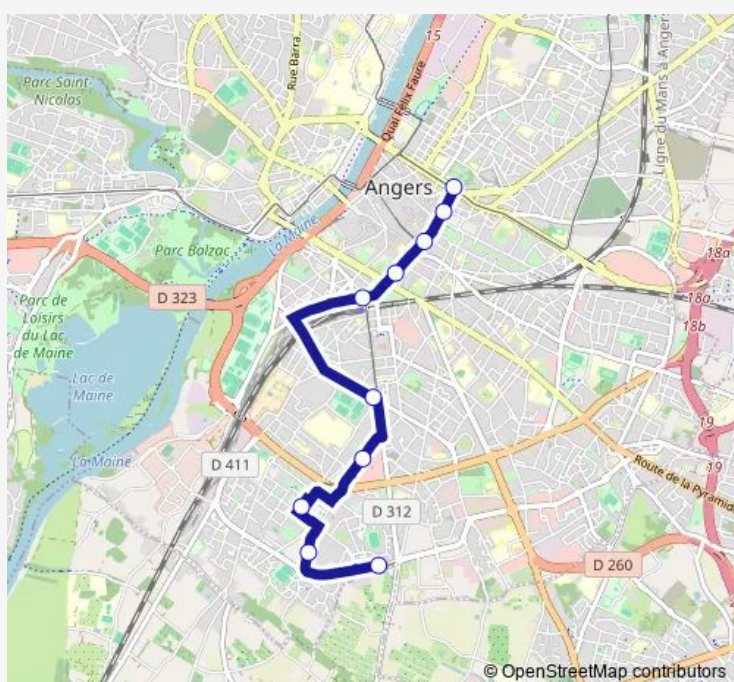 15
Rue Barra
Quai Félix Faure
Ligne du Mans à Angers
Parc Saint-
Nicolas
Angers
La Maine
Parc Balzac
D 323
18a
18a
18b
Parc de
Loisirs
du Lac
de Maine
Lac de
Maine
19
19
La Maine
D 411
Route de la Pyramide
D 312
D 260
© OpenStreetMap contributors